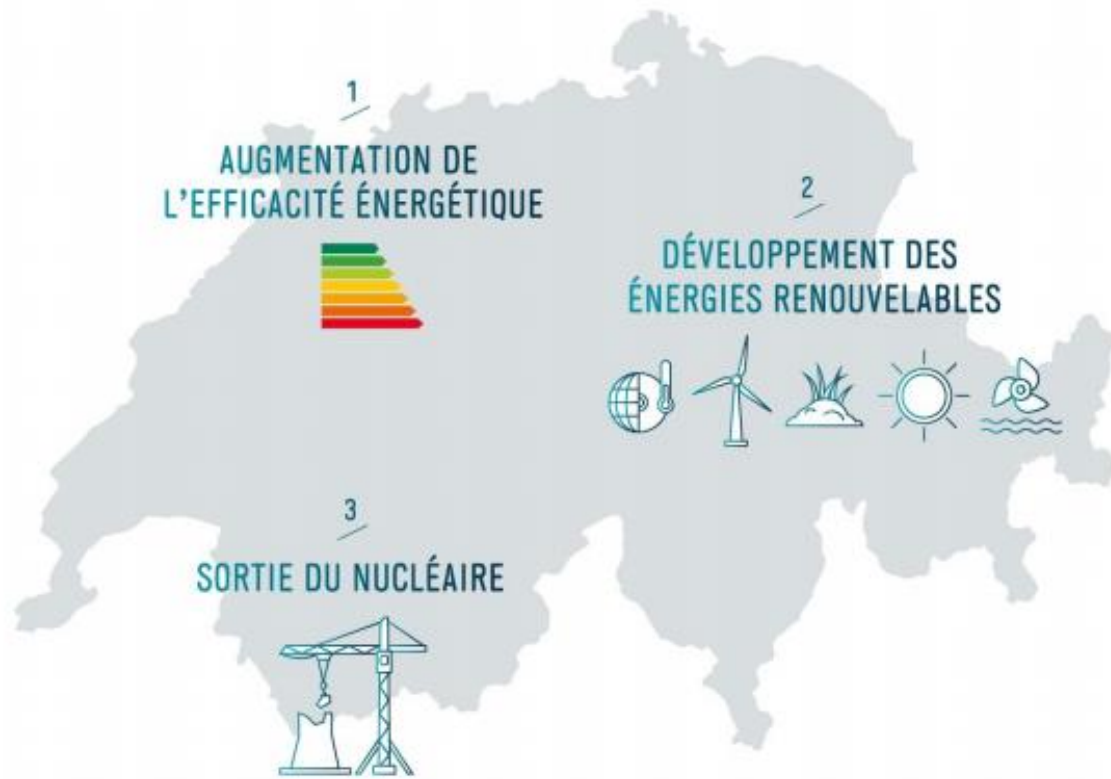 1
AUGMENTATION DE
L'EFFICACITÉ ÉNERGÉTIQUE
2
DÉVELOPPEMENT DES
ÉNERGIES RENOUVELABLES
3
SORTIE DU NUCLÉAIRE